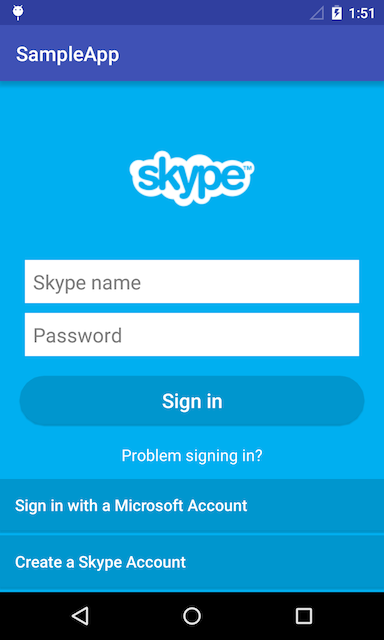 1:51
SampleApp
skype™
Skype name
Password
Sign in
Problem signing in?
Sign in with a Microsoft Account
Create a Skype Account